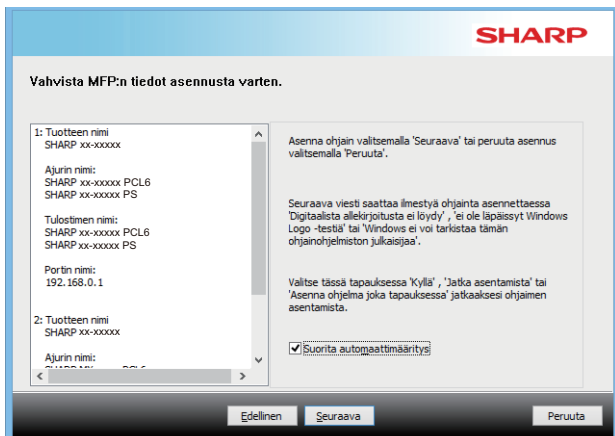 SHARP
Vahvista MFP:n tiedot asennusta varten.
1: Tuotteen nimi
SHARP xx-xxxxx
Ajurin nimi:
SHARP xx-xxxxx PCL6
SHARP xx-xxxxx PS
Tulostimen nimi:
SHARP xx-xxxxx PCL6
SHARP xx-xxxxx PS
Portin nimi:
192.168.0.1
2: Tuotteen nimi
SHARP xx-xxxxx
Ajurin nimi:
Asenna ohjain valitsemalla 'Seuraava' tai peruuta asennus
valitsemalla 'Peruuta'.
Seuraava viesti saattaa ilmestyä ohjainta asennettaessa
'Digitaalista allekirjoitusta ei löydy' , 'ei ole läpäissyt Windows
Logo -testiä' tai 'Windows ei voi tarkistaa tämän
ohjainohjelmiston julkaisijaa'.
Valitse tässä tapauksessa 'Kyllä' , 'Jatka asentamista' tai
'Asenna ohjelma joka tapauksessa' jatkaaksesi ohjaimen
asentamista.
Suorita automaattimääritys
Edellinen
Seuraava
Peruuta